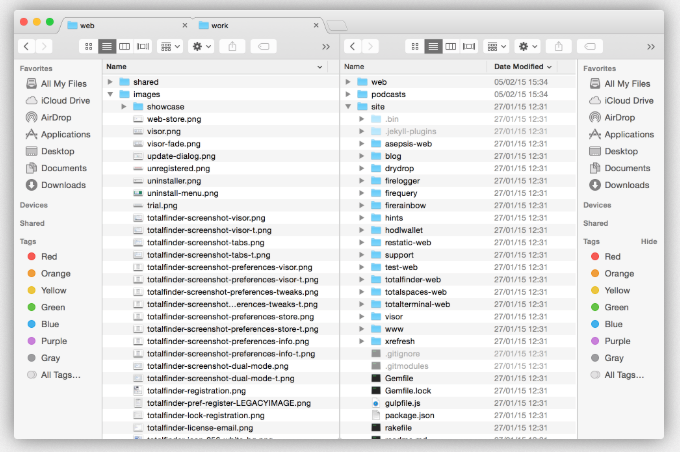 web
work
Favorites
All My Files
iCloud Drive
AirDrop
Applications
Desktop
Documents
Downloads
Devices
Shared
Tags
Red
Orange
Yellow
Green
Blue
Purple
Gray
All Tags…
Name
shared
images
showcase
web-store.png
visor.png
visor-fade.png
update-dialog.png
unregistered.png
uninstaller.png
uninstall-menu.png
trial.png
totalfinder-screenshot-visor.png
totalfinder-screenshot-visor-t.png
totalfinder-screenshot-tabs.png
totalfinder-screenshot-tabs-t.png
totalfinder-screenshot-preferences-visor.png
totalfinder-screenshot-preferences-visor-t.png
totalfinder-screenshot-preferences-tweaks.png
totalfinder-screenshot…erences-tweaks-t.png
totalfinder-screenshot-preferences-store.png
totalfinder-screenshot-preferences-store-t.png
totalfinder-screenshot-preferences-info.png
totalfinder-screenshot-preferences-info-t.png
totalfinder-screenshot-dual-mode.png
totalfinder-screenshot-dual-mode-t.png
totalfinder-registration.png
totalfinder-pref-register-LEGACYIMAGE.png
totalfinder-lock-registration.png
totalfinder-license-email.png
Name Date Modified
web 05/02/15 15:34
podcasts 05/02/15 15:34
site 27/01/15 12:31
.bin 27/01/15 12:31
.jekyll-plugins 27/01/15 12:31
asepsis-web 27/01/15 12:31
blog 27/01/15 12:31
drydrop 27/01/15 12:31
firelogger 27/01/15 12:31
firequery 27/01/15 12:31
firerainbow 27/01/15 12:31
hints 27/01/15 12:31
hodlwallet 27/01/15 12:31
restatic-web 27/01/15 12:31
support 27/01/15 12:31
test-web 27/01/15 12:31
totalfinder-web 27/01/15 12:31
totalspaces-web 27/01/15 12:31
totalterminal-web 27/01/15 12:31
visor 27/01/15 12:31
www 27/01/15 12:31
xrefresh 27/01/15 12:31
.gitignore 27/01/15 12:31
.gitmodules 27/01/15 12:31
Gemfile 27/01/15 12:31
Gemfile.lock 27/01/15 12:31
gulpfile.js 27/01/15 12:31
package.json 27/01/15 12:31
rakefile 27/01/15 12:31
Favorites
All My Files
iCloud Drive
AirDrop
Applications
Desktop
Documents
Downloads
Devices
Shared
Tags Hide
Red
Orange
Yellow
Green
Blue
Purple
Gray
All Tags…